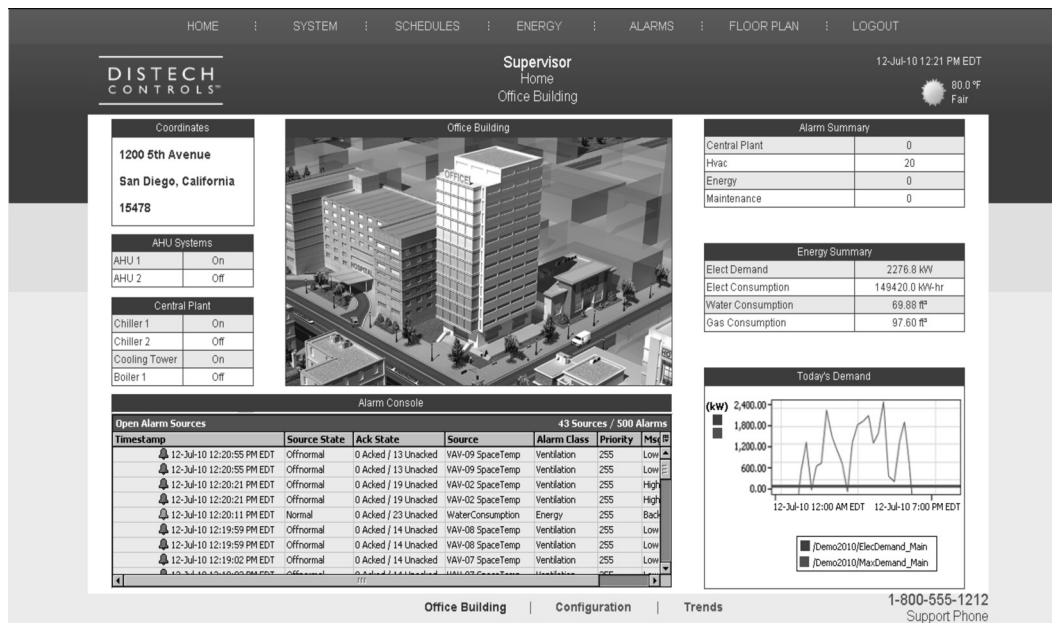 HOME ⋮ SYSTEM ⋮ SCHEDULES ⋮ ENERGY ⋮ ALARMS ⋮ FLOOR PLAN ⋮ LOGOUT
DISTECH
CONTROLS™
Supervisor
Home
Office Building
12-Jul-10 12:21 PM EDT
80.0 °F
Fair
Coordinates
1200 5th Avenue
San Diego, California
15478
AHU Systems
AHU 1 On
AHU 2 Off
Central Plant
Chiller 1 On
Chiller 2 Off
Cooling Tower On
Boiler 1 Off
Office Building
OFFICE
HOSPITAL
Alarm Summary
Central Plant 0
Hvac 20
Energy 0
Maintenance 0
Energy Summary
Elect Demand 2276.8 kW
Elect Consumption 149420.0 kW-hr
Water Consumption 69.88 ft³
Gas Consumption 97.60 ft³
Alarm Console
Open Alarm Sources 43 Sources / 500 Alarms
Timestamp Source State Ack State Source Alarm Class Priority Msg
12-Jul-10 12:20:55 PM EDT Offnormal 0 Acked / 13 Unacked VAV-09 SpaceTemp Ventilation 255 Low
12-Jul-10 12:20:55 PM EDT Offnormal 0 Acked / 13 Unacked VAV-09 SpaceTemp Ventilation 255 Low
12-Jul-10 12:20:21 PM EDT Offnormal 0 Acked / 19 Unacked VAV-02 SpaceTemp Ventilation 255 High
12-Jul-10 12:20:21 PM EDT Offnormal 0 Acked / 19 Unacked VAV-02 SpaceTemp Ventilation 255 High
12-Jul-10 12:20:11 PM EDT Normal 0 Acked / 23 Unacked WaterConsumption Energy 255 Back
12-Jul-10 12:19:59 PM EDT Offnormal 0 Acked / 14 Unacked VAV-08 SpaceTemp Ventilation 255 Low
12-Jul-10 12:19:59 PM EDT Offnormal 0 Acked / 14 Unacked VAV-08 SpaceTemp Ventilation 255 Low
12-Jul-10 12:19:02 PM EDT Offnormal 0 Acked / 14 Unacked VAV-07 SpaceTemp Ventilation 255 Low
Today's Demand
(kW)
2,400.00
1,800.00
1,200.00
600.00
0.00
12-Jul-10 12:00 AM EDT 12-Jul-10 7:00 PM EDT
/Demo2010/ElecDemand_Main
/Demo2010/MaxDemand_Main
Office Building | Configuration | Trends
1-800-555-1212
Support Phone